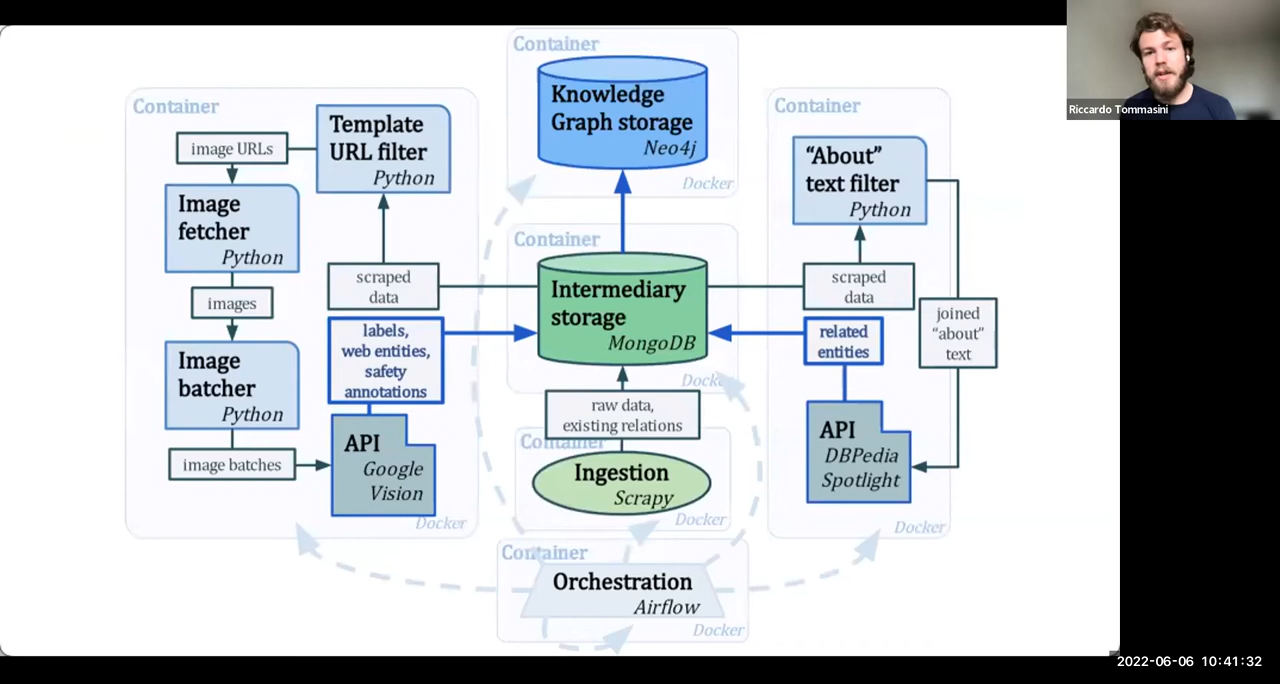 Container
Knowledge
Graph storage
Neo4j
Docker
Container
Template
URL filter
Python
image URLs
Image
fetcher
Python
images
Image
batcher
Python
image batches
scraped
data
labels,
web entities,
safety
annotations
API
Google
Vision
Docker
Container
Intermediary
storage
MongoDB
Docker
raw data,
existing relations
Container
Ingestion
Scrapy
Docker
Container
Orchestration
Airflow
Docker
Container
“About”
text filter
Python
scraped
data
joined
“about”
text
related
entities
API
DBPedia
Spotlight
Docker
Riccardo Tommasini
2022-06-06 10:41:32